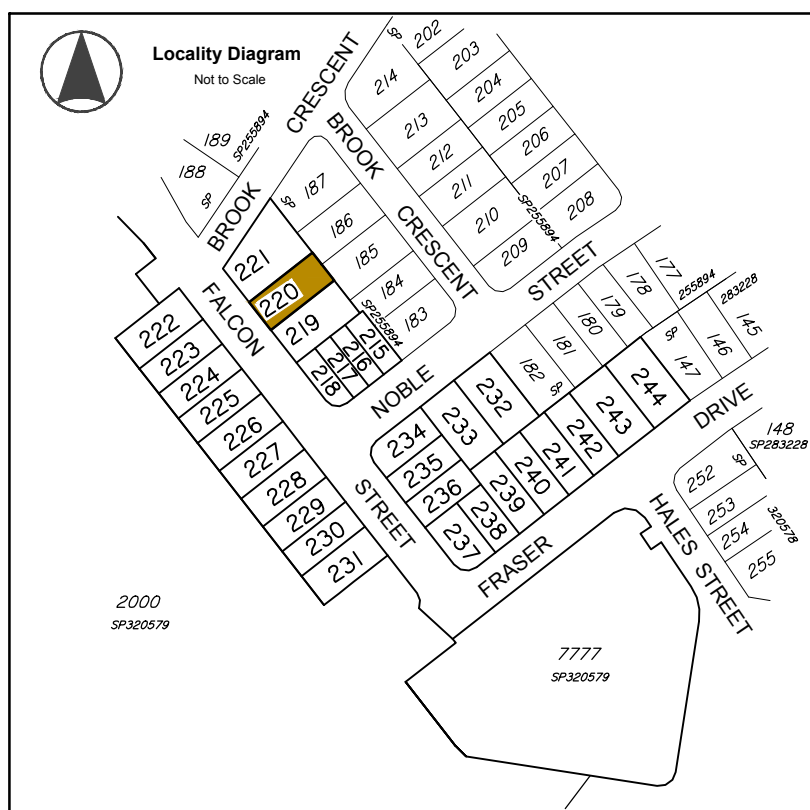 Locality Diagram
Not to Scale
SP
202
203
204
205
206
207
208
214
213
212
211
210
209
SP255894
BROOK
CRESCENT
BROOK
CRESCENT
189
SP255894
188
SP
SP
187
186
185
184
183
SP255894
221
220
219
215
216
217
218
FALCON
STREET
NOBLE
STREET
222
223
224
225
226
227
228
229
230
231
232
233
234
235
236
237
238
239
240
241
242
243
244
182
SP
181
180
179
178
177
255894
283228
SP
147
146
145
FRASER
DRIVE
148
SP283228
252
SP
253
254
255
320578
HALES STREET
2000
SP320579
7777
SP320579